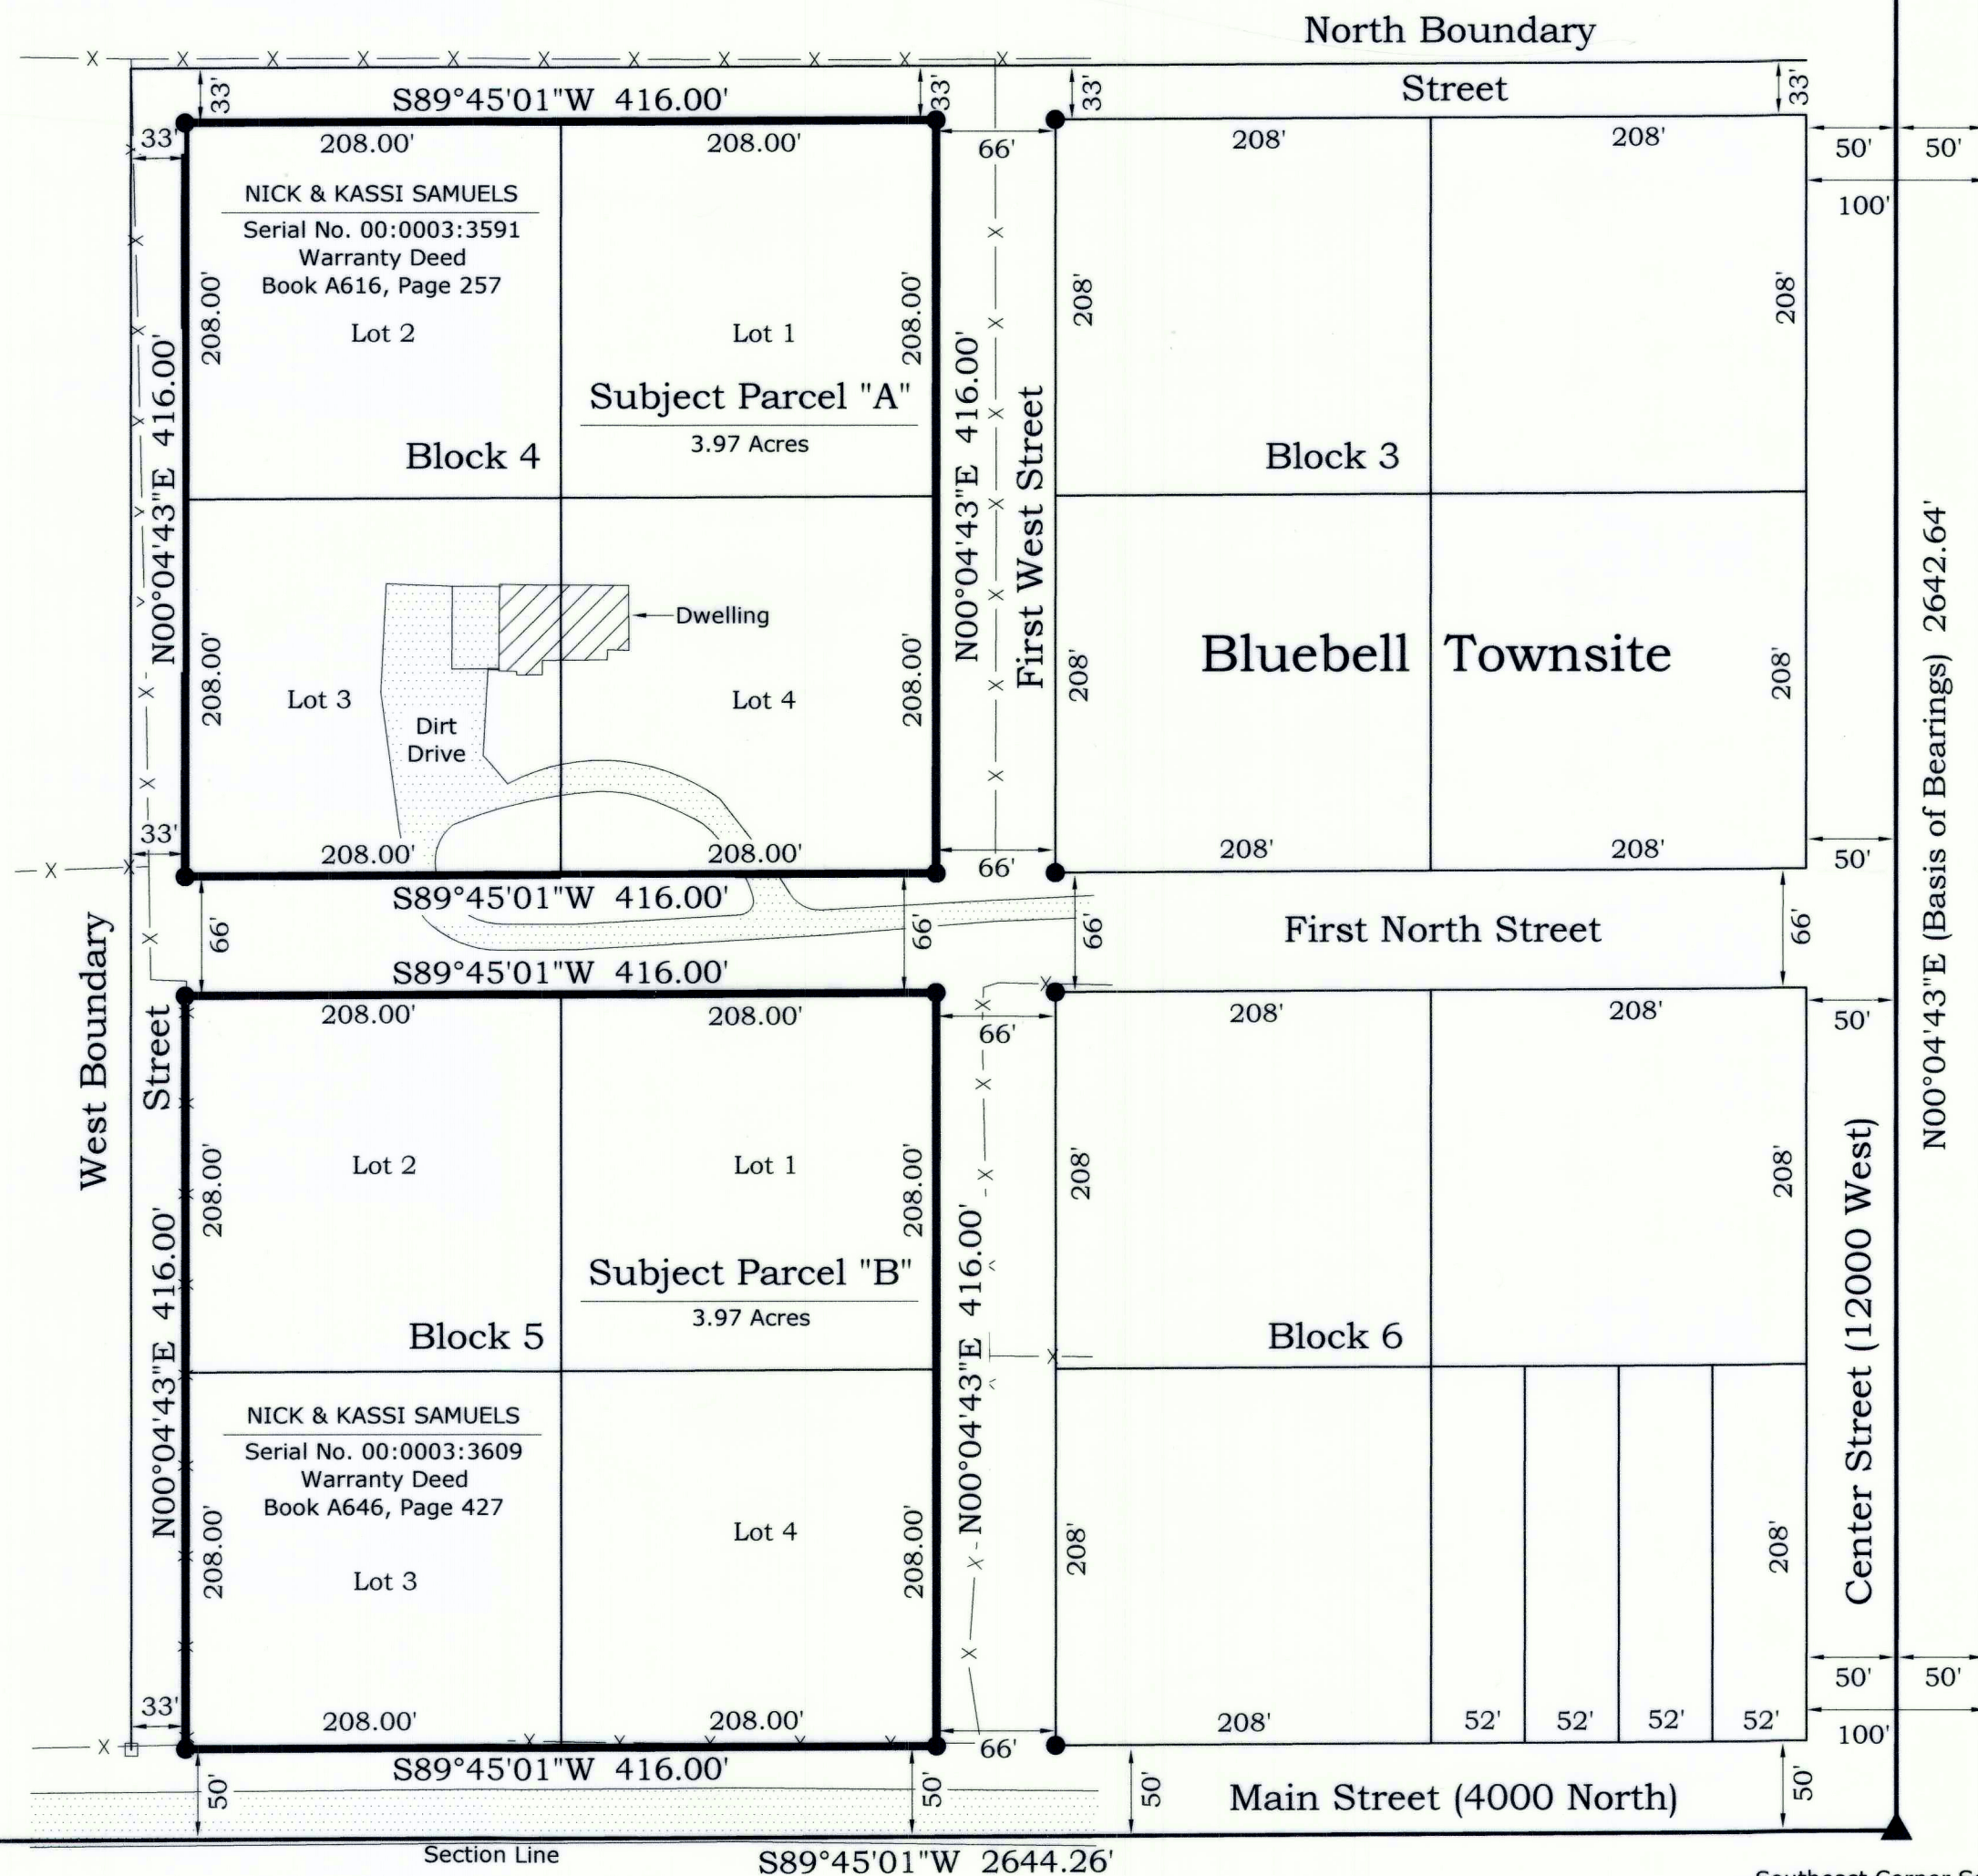 North Boundary
Street
33'
S89°45'01"W 416.00'
33'
33'
33'
33'
208.00'
208.00'
66'
208'
208'
50'
50'
100'
NICK & KASSI SAMUELS
Serial No. 00:0003:3591
Warranty Deed
Book A616, Page 257
Lot 2
Lot 1
208.00'
208.00'
208'
208'
N00°04'43"E 416.00'
N00°04'43"E 416.00'
First West Street
Subject Parcel "A"
3.97 Acres
Block 4
Block 3
N00°04'43"E (Basis of Bearings) 2642.64'
Dwelling
Bluebell Townsite
208.00'
208.00'
208'
208'
Lot 3
Lot 4
Dirt
Drive
33'
208.00'
208.00'
66'
208'
208'
50'
S89°45'01"W 416.00'
66'
66'
66'
First North Street
66'
S89°45'01"W 416.00'
West Boundary
Street
208.00'
208.00'
66'
208'
208'
50'
Lot 2
Lot 1
208.00'
208.00'
208'
208'
N00°04'43"E 416.00'
N00°04'43"E 416.00'
Subject Parcel "B"
3.97 Acres
Block 5
Block 6
Center Street (12000 West)
NICK & KASSI SAMUELS
Serial No. 00:0003:3609
Warranty Deed
Book A646, Page 427
Lot 4
Lot 3
208.00'
208.00'
208'
208'
33'
208.00'
208.00'
66'
208'
52'
52'
52'
52'
50'
50'
100'
S89°45'01"W 416.00'
50'
50'
50'
Main Street (4000 North)
50'
Section Line
S89°45'01"W 2644.26'